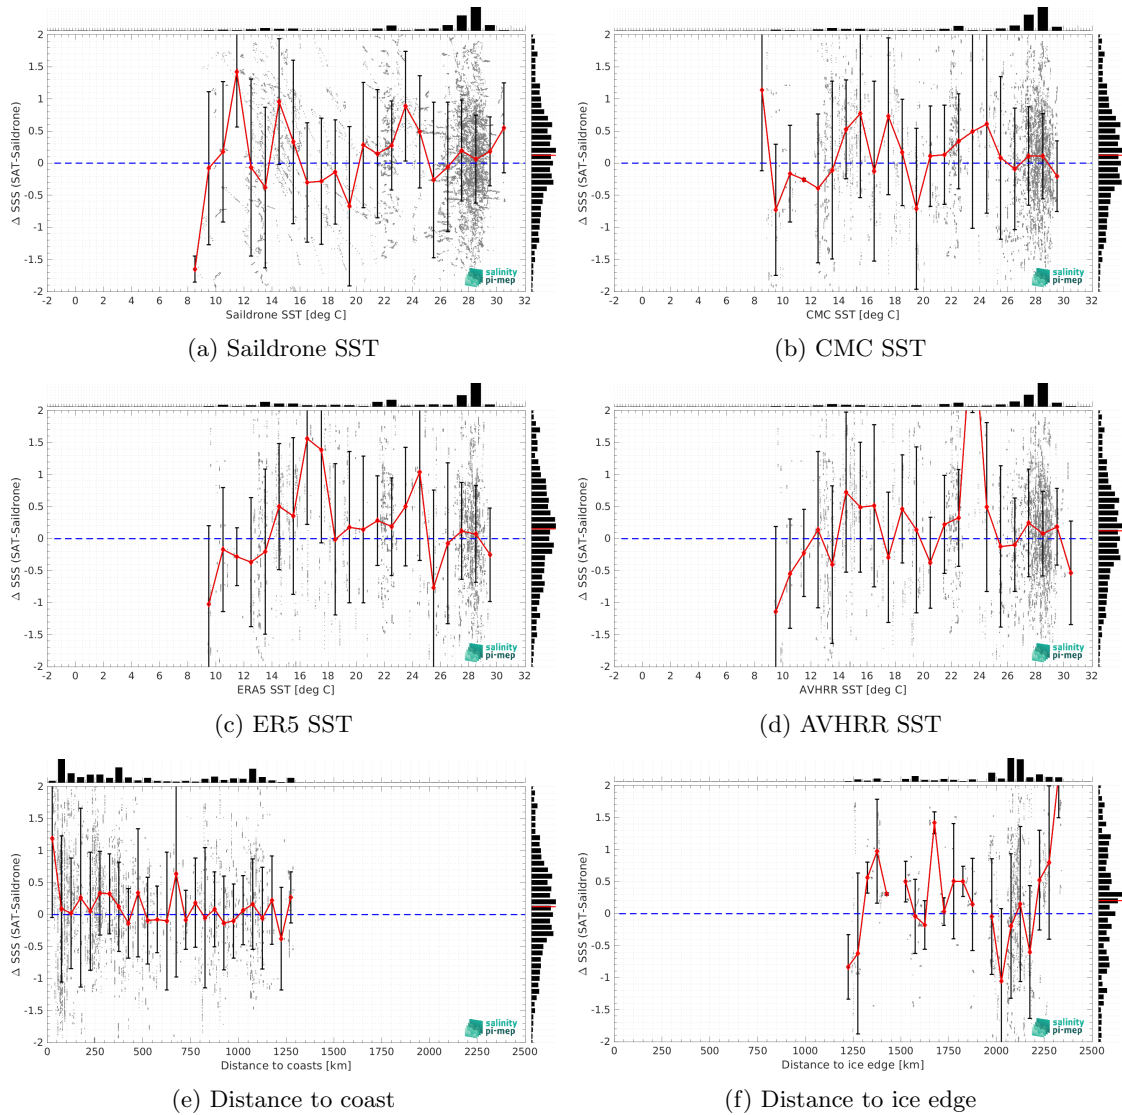 2
1.5
1
0.5
0
-0.5
-1
-1.5
-2
Δ SSS (SAT-Saildrone)
salinity
pi-mep
-2 0 2 4 6 8 10 12 14 16 18 20 22 24 26 28 30 32
Saildrone SST [deg C]
(a) Saildrone SST
2
1.5
1
0.5
0
-0.5
-1
-1.5
-2
Δ SSS (SAT-Saildrone)
salinity
pi-mep
-2 0 2 4 6 8 10 12 14 16 18 20 22 24 26 28 30 32
CMC SST [deg C]
(b) CMC SST
2
1.5
1
0.5
0
-0.5
-1
-1.5
-2
Δ SSS (SAT-Saildrone)
salinity
pi-mep
-2 0 2 4 6 8 10 12 14 16 18 20 22 24 26 28 30 32
ERA5 SST [deg C]
(c) ER5 SST
2
1.5
1
0.5
0
-0.5
-1
-1.5
-2
Δ SSS (SAT-Saildrone)
salinity
pi-mep
-2 0 2 4 6 8 10 12 14 16 18 20 22 24 26 28 30 32
AVHRR SST [deg C]
(d) AVHRR SST
2
1.5
1
0.5
0
-0.5
-1
-1.5
-2
Δ SSS (SAT-Saildrone)
salinity
pi-mep
0 250 500 750 1000 1250 1500 1750 2000 2250 2500
Distance to coasts [km]
(e) Distance to coast
2
1.5
1
0.5
0
-0.5
-1
-1.5
-2
Δ SSS (SAT-Saildrone)
salinity
pi-mep
0 250 500 750 1000 1250 1500 1750 2000 2250 2500
Distance to ice edge [km]
(f) Distance to ice edge